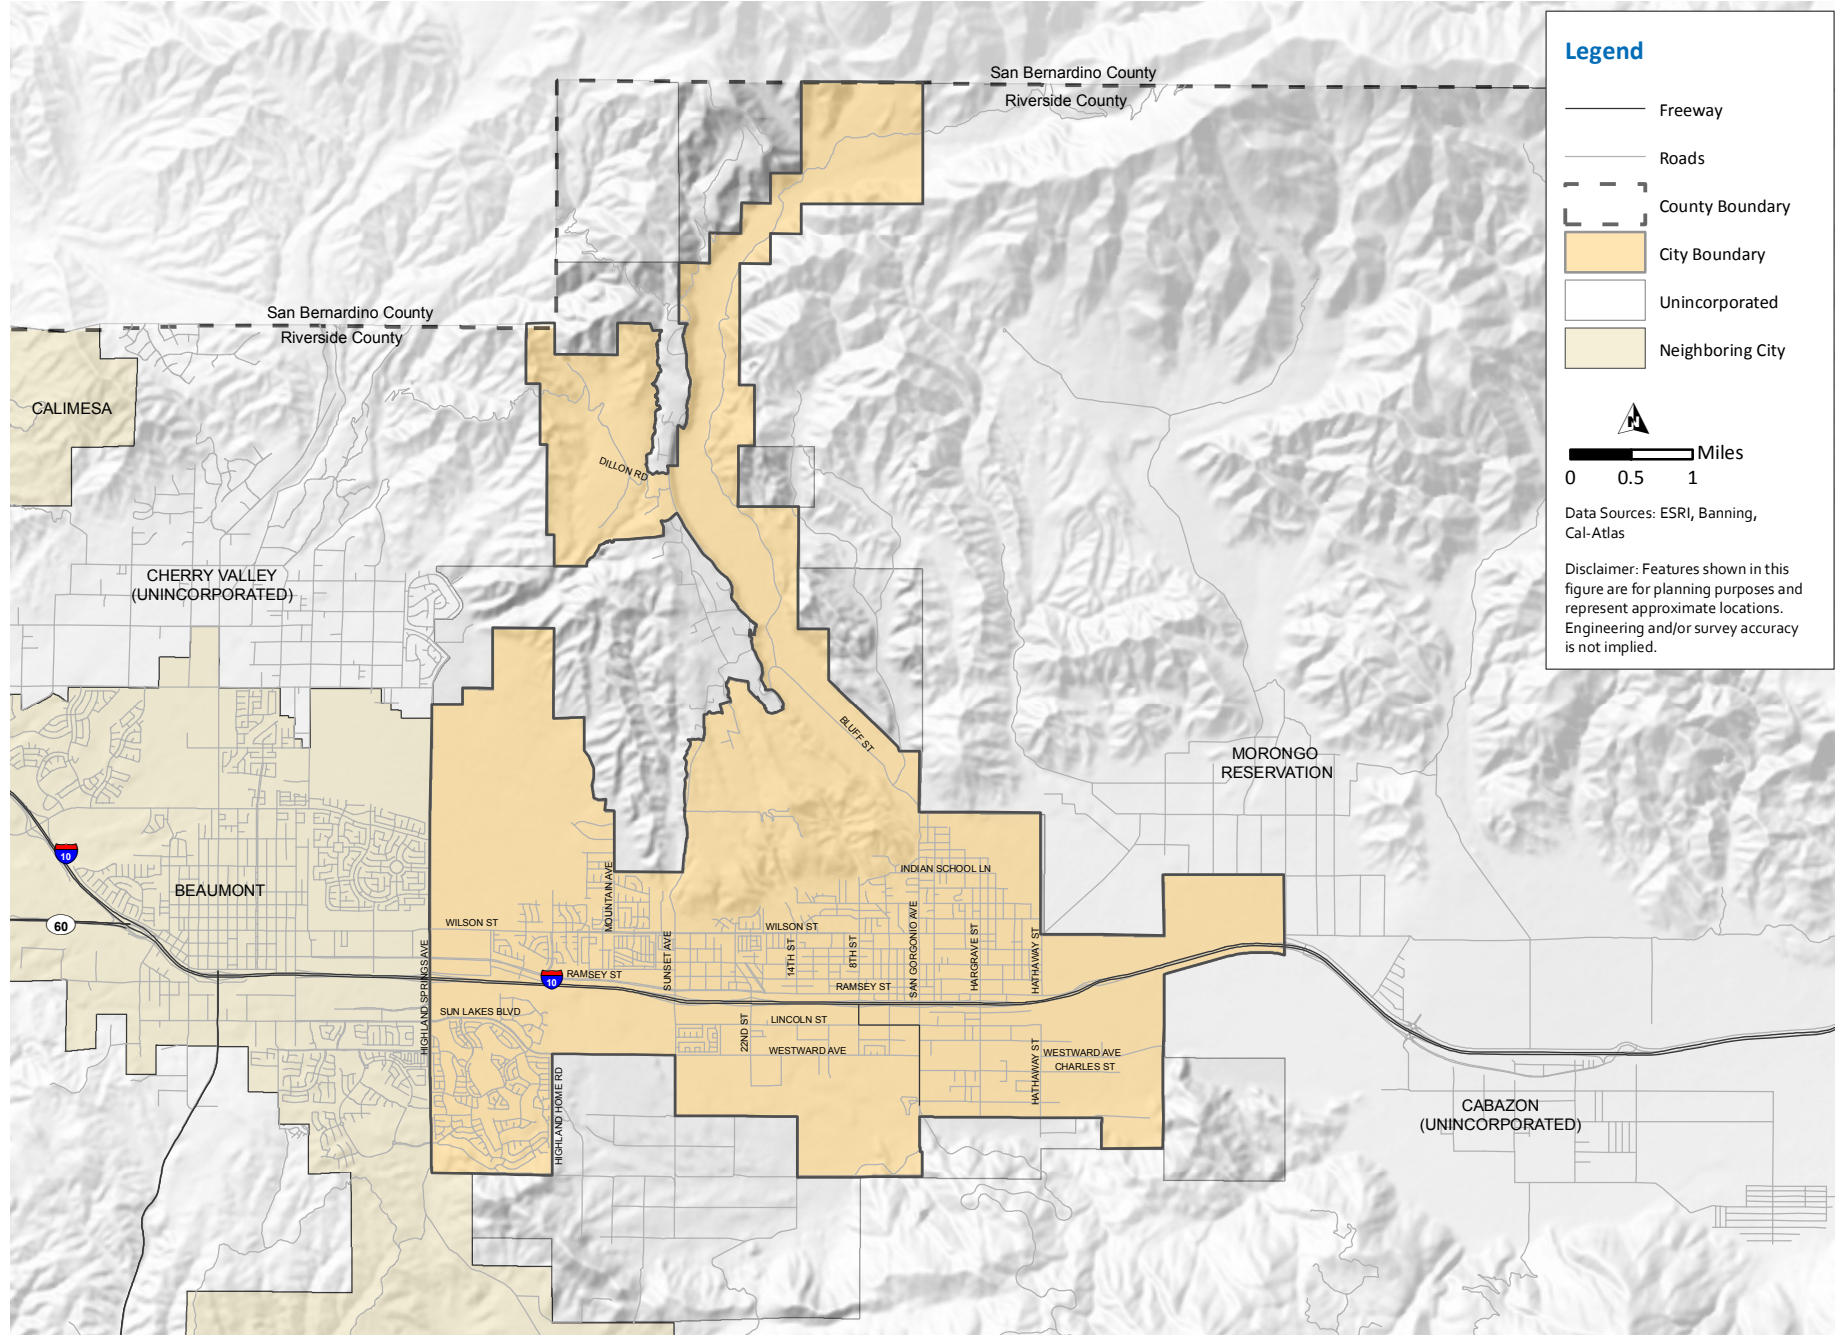 San Bernardino County
Riverside County
San Bernardino County
Riverside County
CALIMESA
DILLON RD
CHERRY VALLEY
(UNINCORPORATED)
BLUFF ST
MORONGO
RESERVATION
10
BEAUMONT
60
INDIAN SCHOOL LN
MOUNTAIN AVE
WILSON ST
WILSON ST
HIGHLAND SPRINGS AVE
SUNSET AVE
14TH ST
8TH ST
SAN GORGONIO AVE
HARGRAVE ST
HATHAWAY ST
10
RAMSEY ST
RAMSEY ST
SUN LAKES BLVD
22ND ST
LINCOLN ST
WESTWARD AVE
HATHAWAY ST
WESTWARD AVE
CHARLES ST
HIGHLAND HOME RD
CABAZON
(UNINCORPORATED)
Legend
Freeway
Roads
County Boundary
City Boundary
Unincorporated
Neighboring City
N
Miles
0 0.5 1
Data Sources: ESRI, Banning,
Cal-Atlas
Disclaimer: Features shown in this
figure are for planning purposes and
represent approximate locations.
Engineering and/or survey accuracy
is not implied.